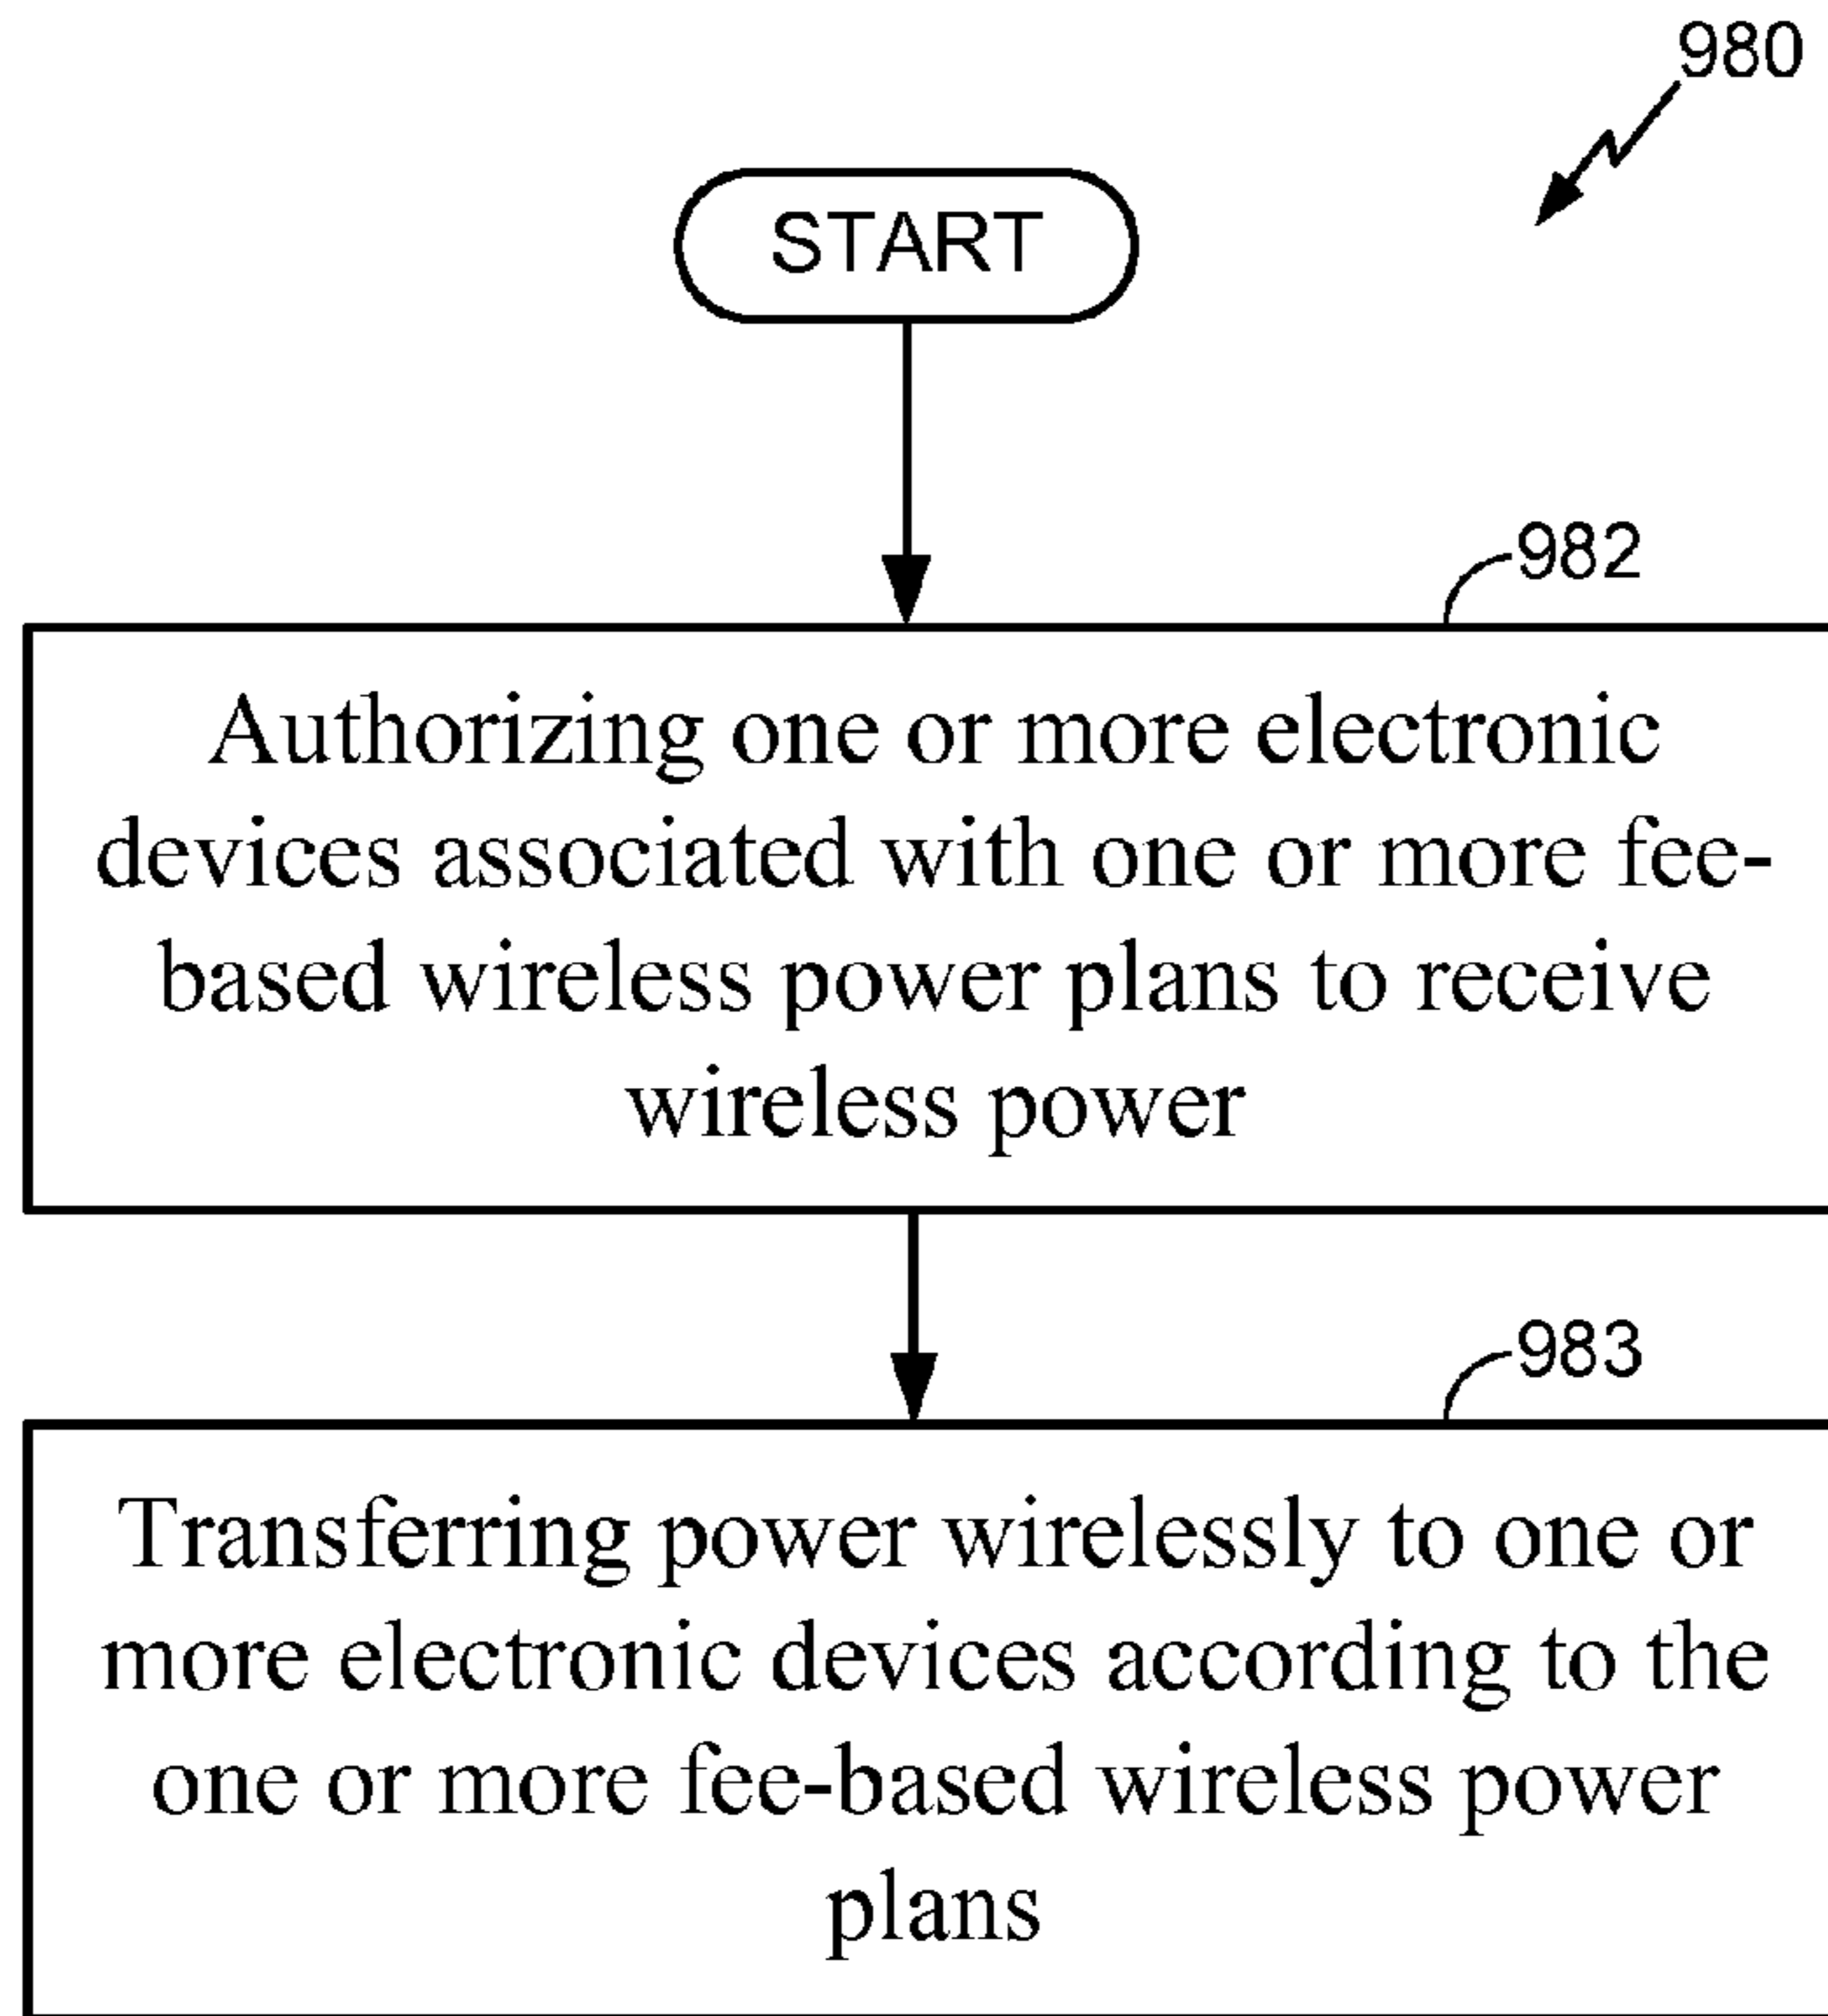 980
START
982
Authorizing one or more electronic
devices associated with one or more fee-
based wireless power plans to receive
wireless power
983
Transferring power wirelessly to one or
more electronic devices according to the
one or more fee-based wireless power
plans